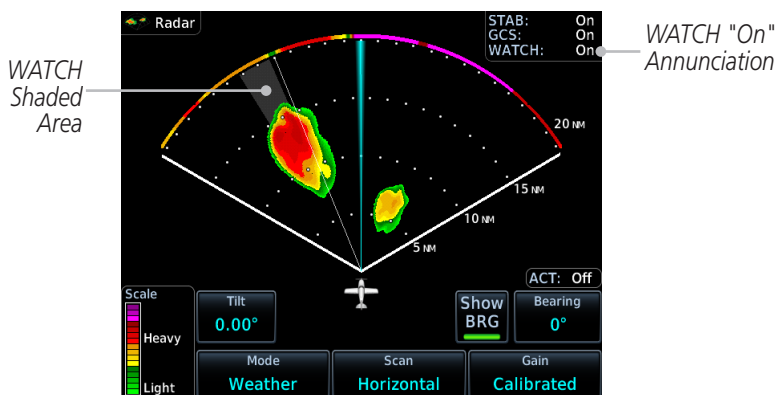 Radar
STAB: On
GCS: On
WATCH: On
WATCH "On"
Annunciation
WATCH
Shaded
Area
20 NM
15 NM
10 NM
5 NM
ACT: Off
Scale
Heavy
Light
Tilt
0.00°
Show
BRG
Bearing
0°
Mode
Weather
Scan
Horizontal
Gain
Calibrated